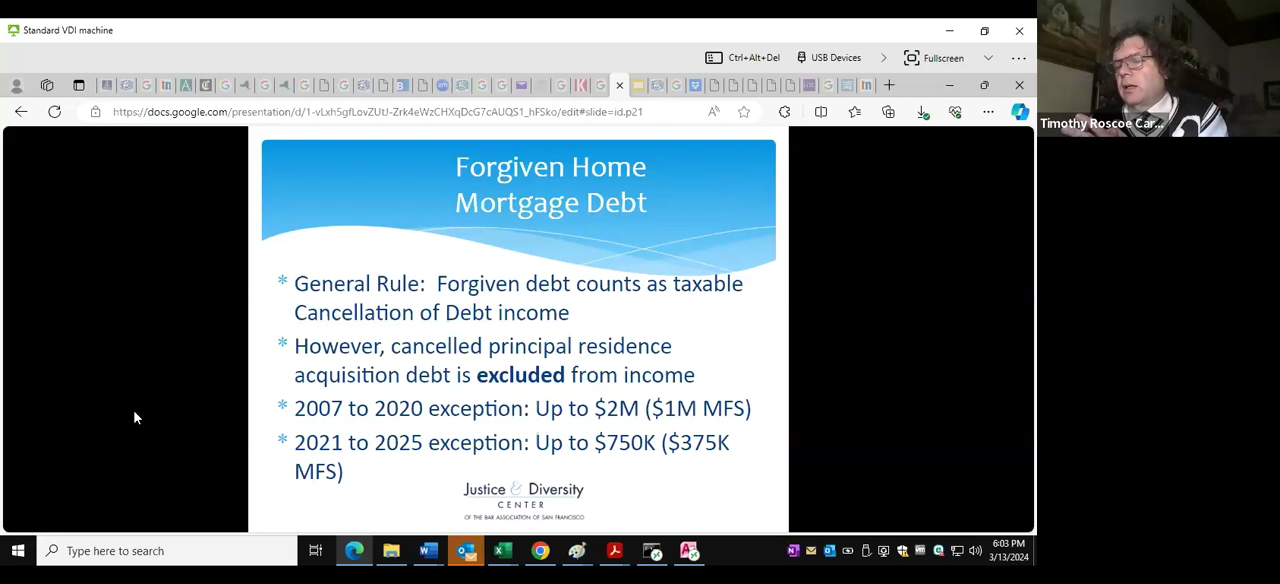 Standard VDI machine
Ctrl+Alt+Del
USB Devices
Fullscreen
https://docs.google.com/presentation/d/1-vLxh5gfLovZUtU-Zrk4eWzCHXqDcG7cAUQS1_hFSko/edit#slide=id.p21
Timothy Roscoe Car...
Forgiven Home
Mortgage Debt
* General Rule: Forgiven debt counts as taxable
Cancellation of Debt income
* However, cancelled principal residence
acquisition debt is excluded from income
* 2007 to 2020 exception: Up to $2M ($1M MFS)
* 2021 to 2025 exception: Up to $750K ($375K
MFS)
Justice & Diversity
CENTER
OF THE BAR ASSOCIATION OF SAN FRANCISCO
Type here to search
6:03 PM
3/13/2024